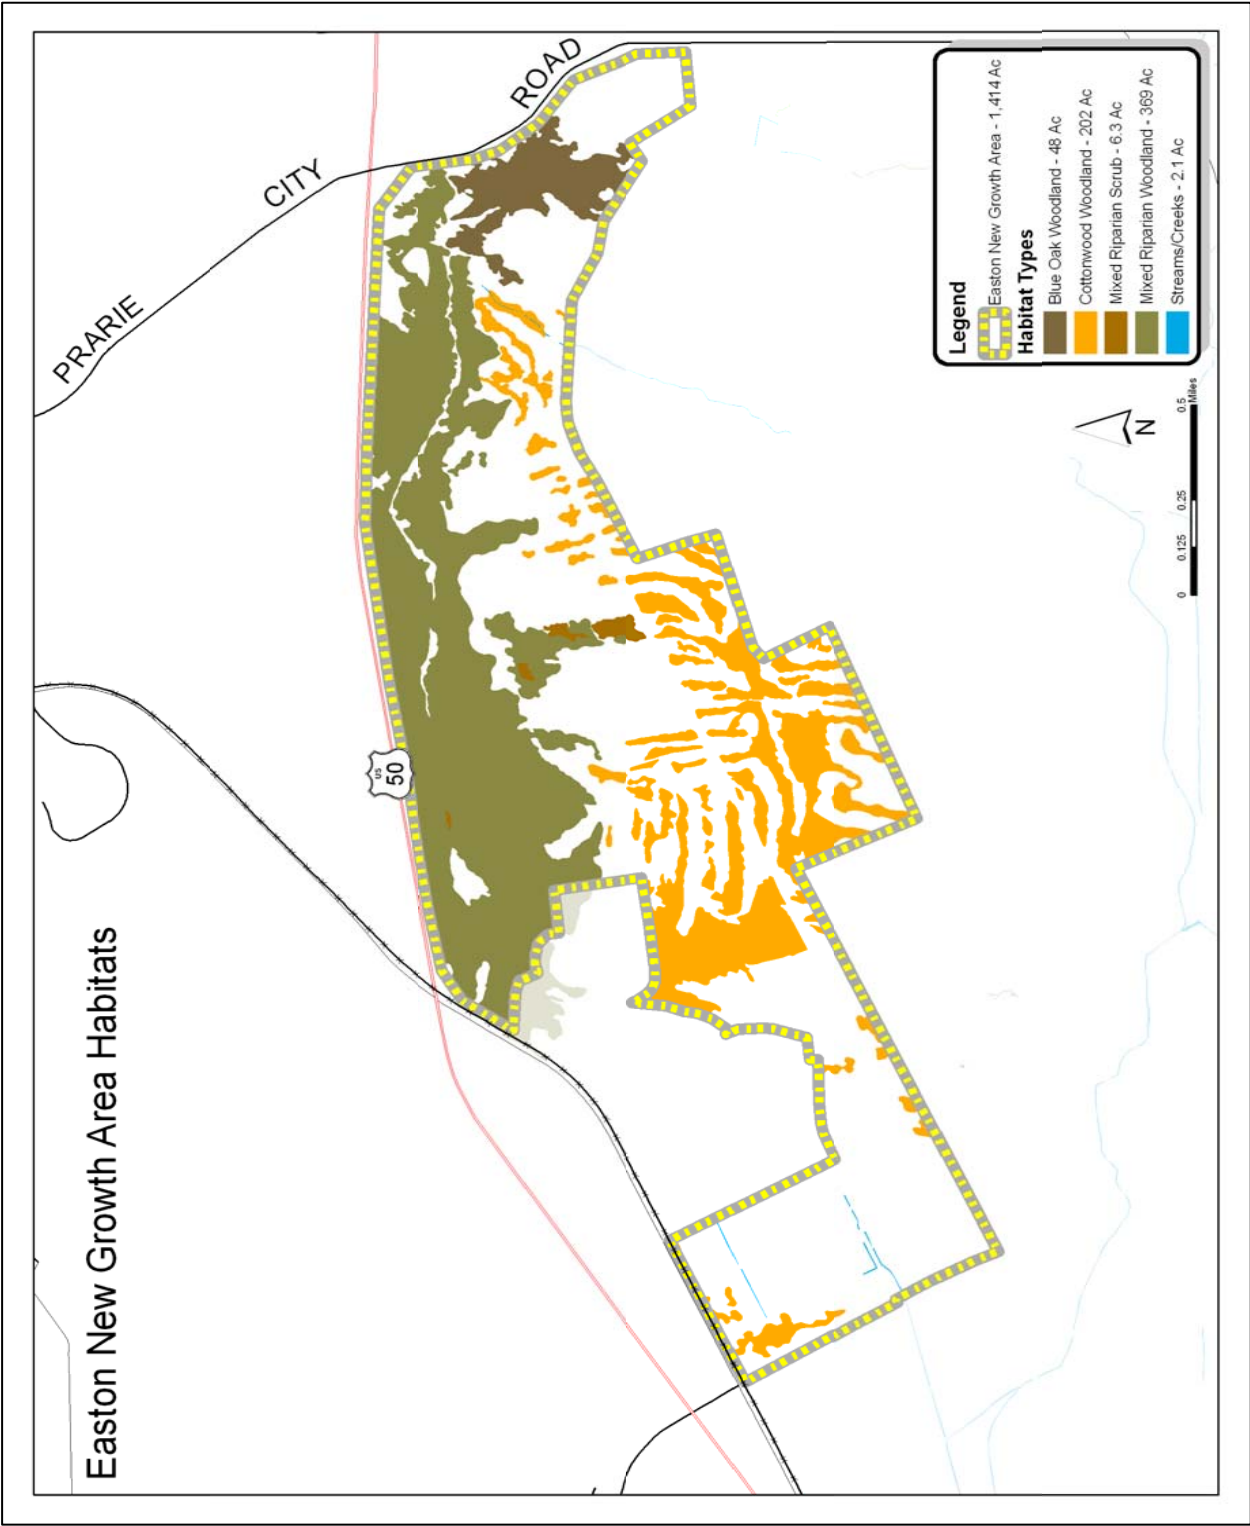 Easton New Growth Area Habitats
PRARIE
CITY
ROAD
US
50
Legend
Easton New Growth Area - 1,414 Ac
Habitat Types
Blue Oak Woodland - 48 Ac
Cottonwood Woodland - 202 Ac
Mixed Riparian Scrub - 6.3 Ac
Mixed Riparian Woodland - 369 Ac
Streams/Creeks - 2.1 Ac
N
0 0.125 0.25 0.5
Miles